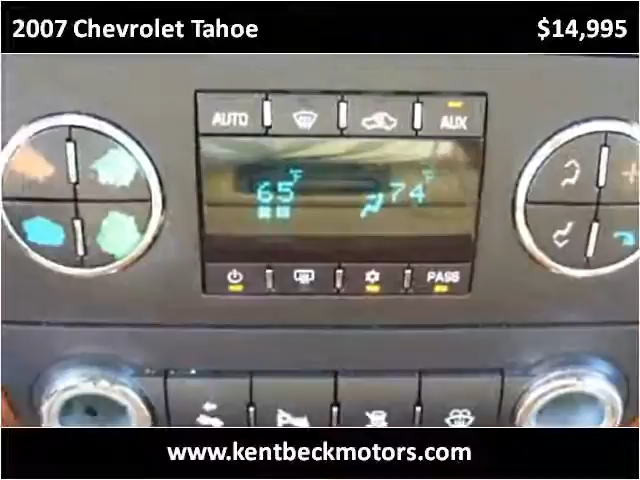 2007 Chevrolet Tahoe $14,995
AUTO AUX
65°F 74°F
PASS
www.kentbeckmotors.com